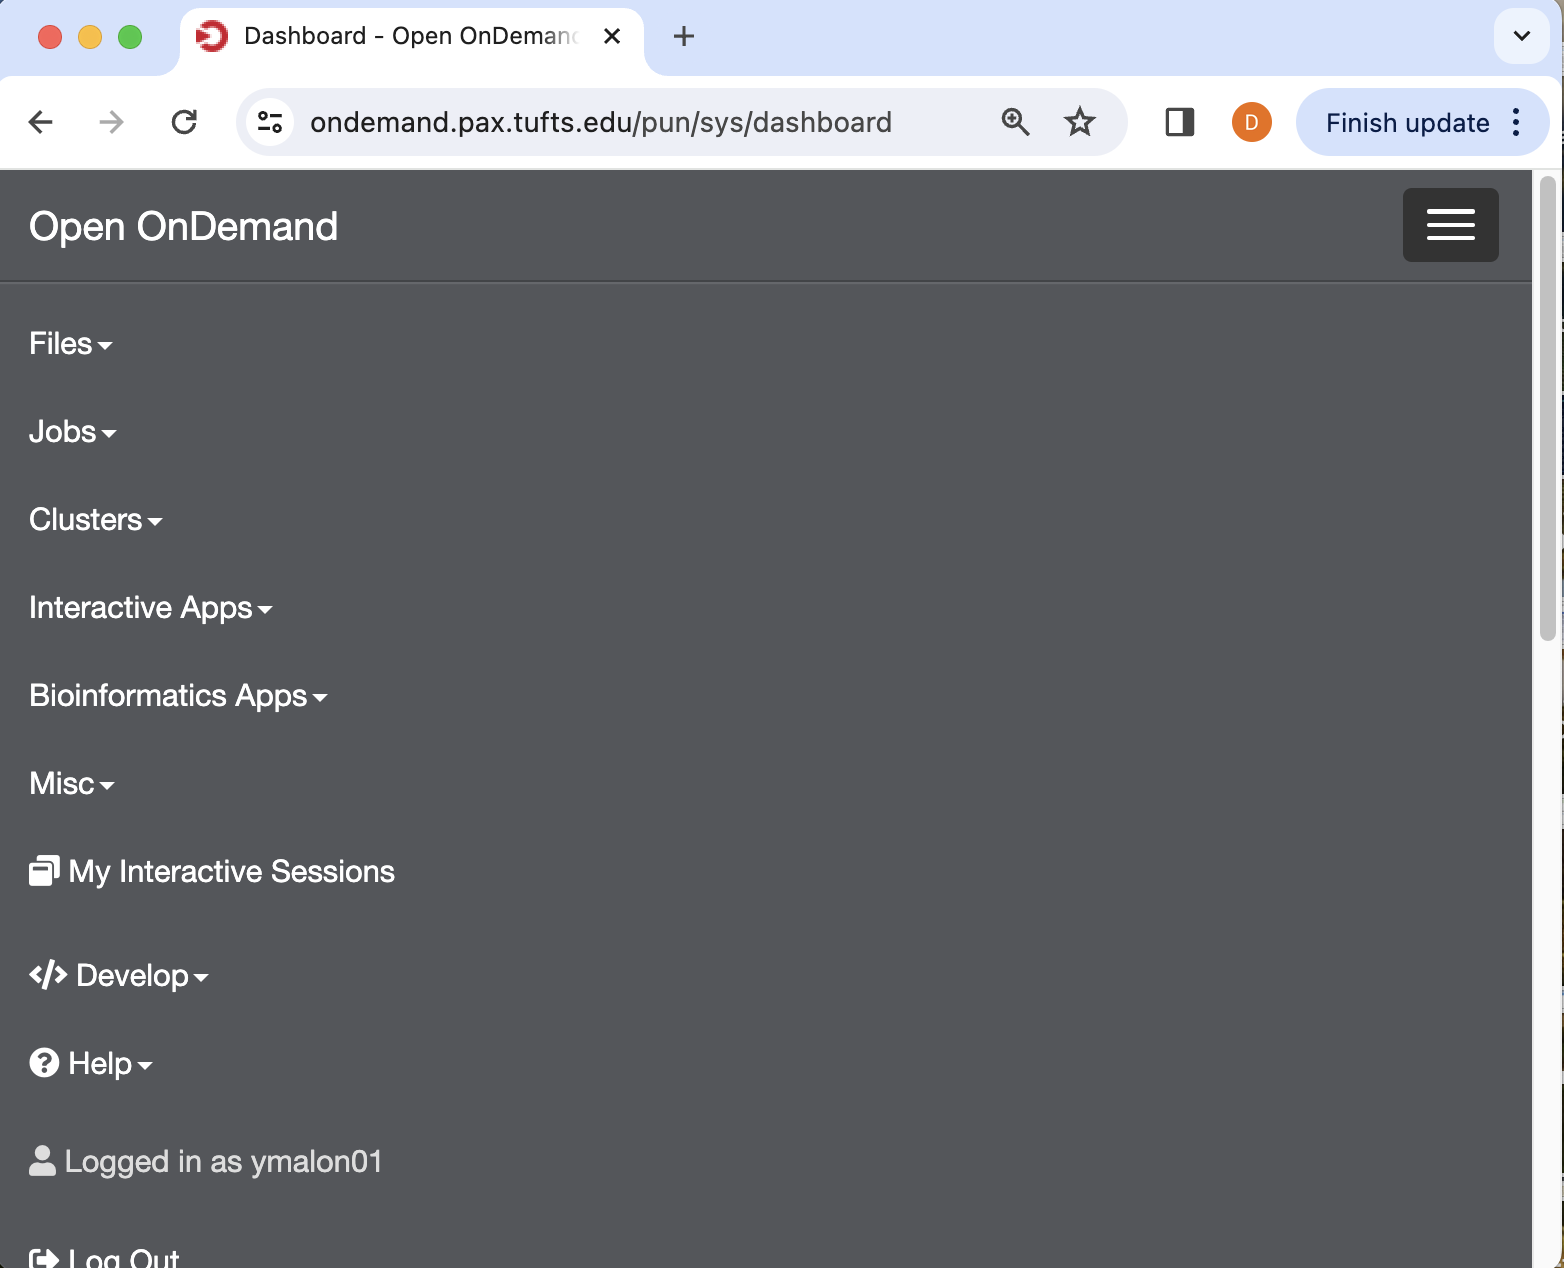 Dashboard - Open OnDemand
D
ondemand.pax.tufts.edu/pun/sys/dashboard
Finish update
Open OnDemand
Files
Jobs
Clusters
Interactive Apps
Bioinformatics Apps
Misc
My Interactive Sessions
</> Develop
? Help
Logged in as ymalon01
Log Out